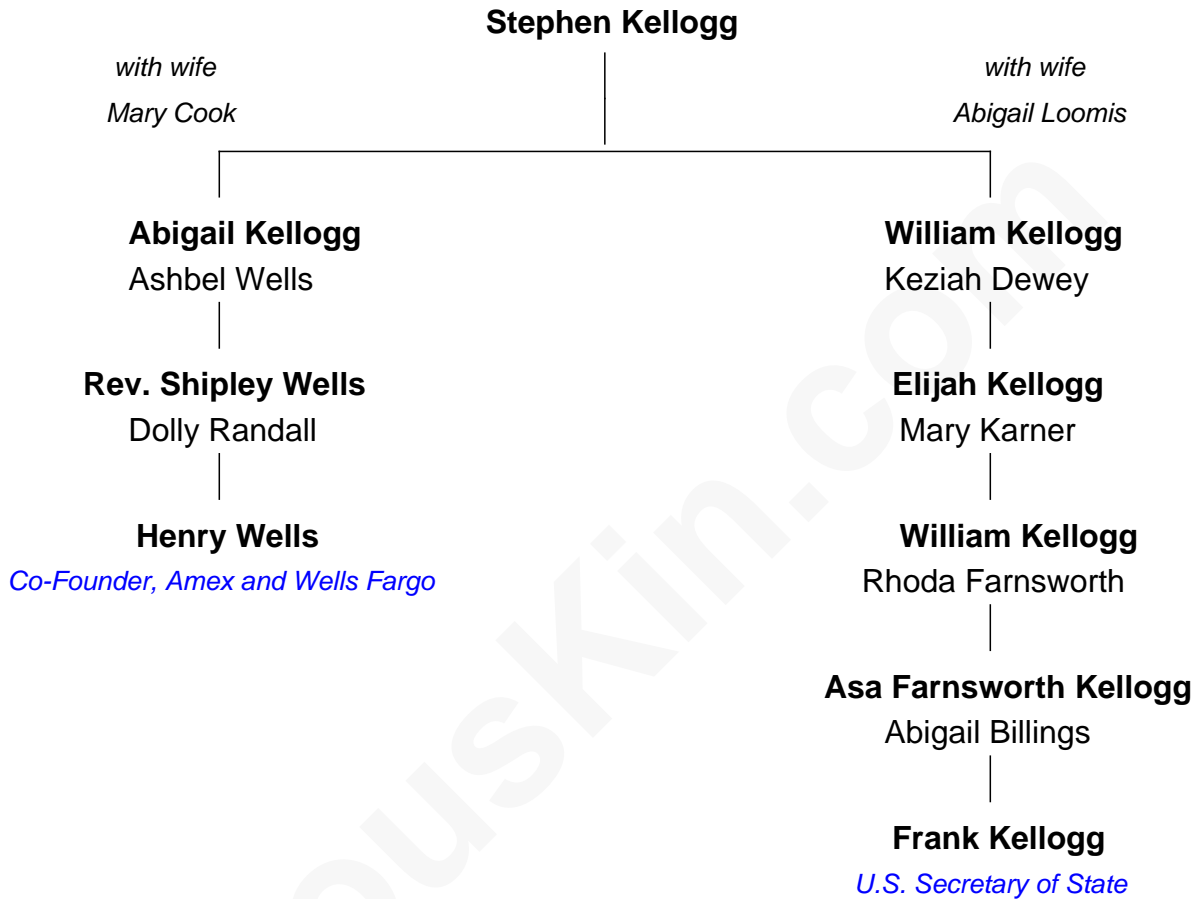 Stephen Kellogg
with wife
Mary Cook
with wife
Abigail Loomis
Abigail Kellogg
Ashbel Wells
Rev. Shipley Wells
Dolly Randall
Henry Wells
Co-Founder, Amex and Wells Fargo
William Kellogg
Keziah Dewey
Elijah Kellogg
Mary Karner
William Kellogg
Rhoda Farnsworth
Asa Farnsworth Kellogg
Abigail Billings
Frank Kellogg
U.S. Secretary of State
ousKin.com